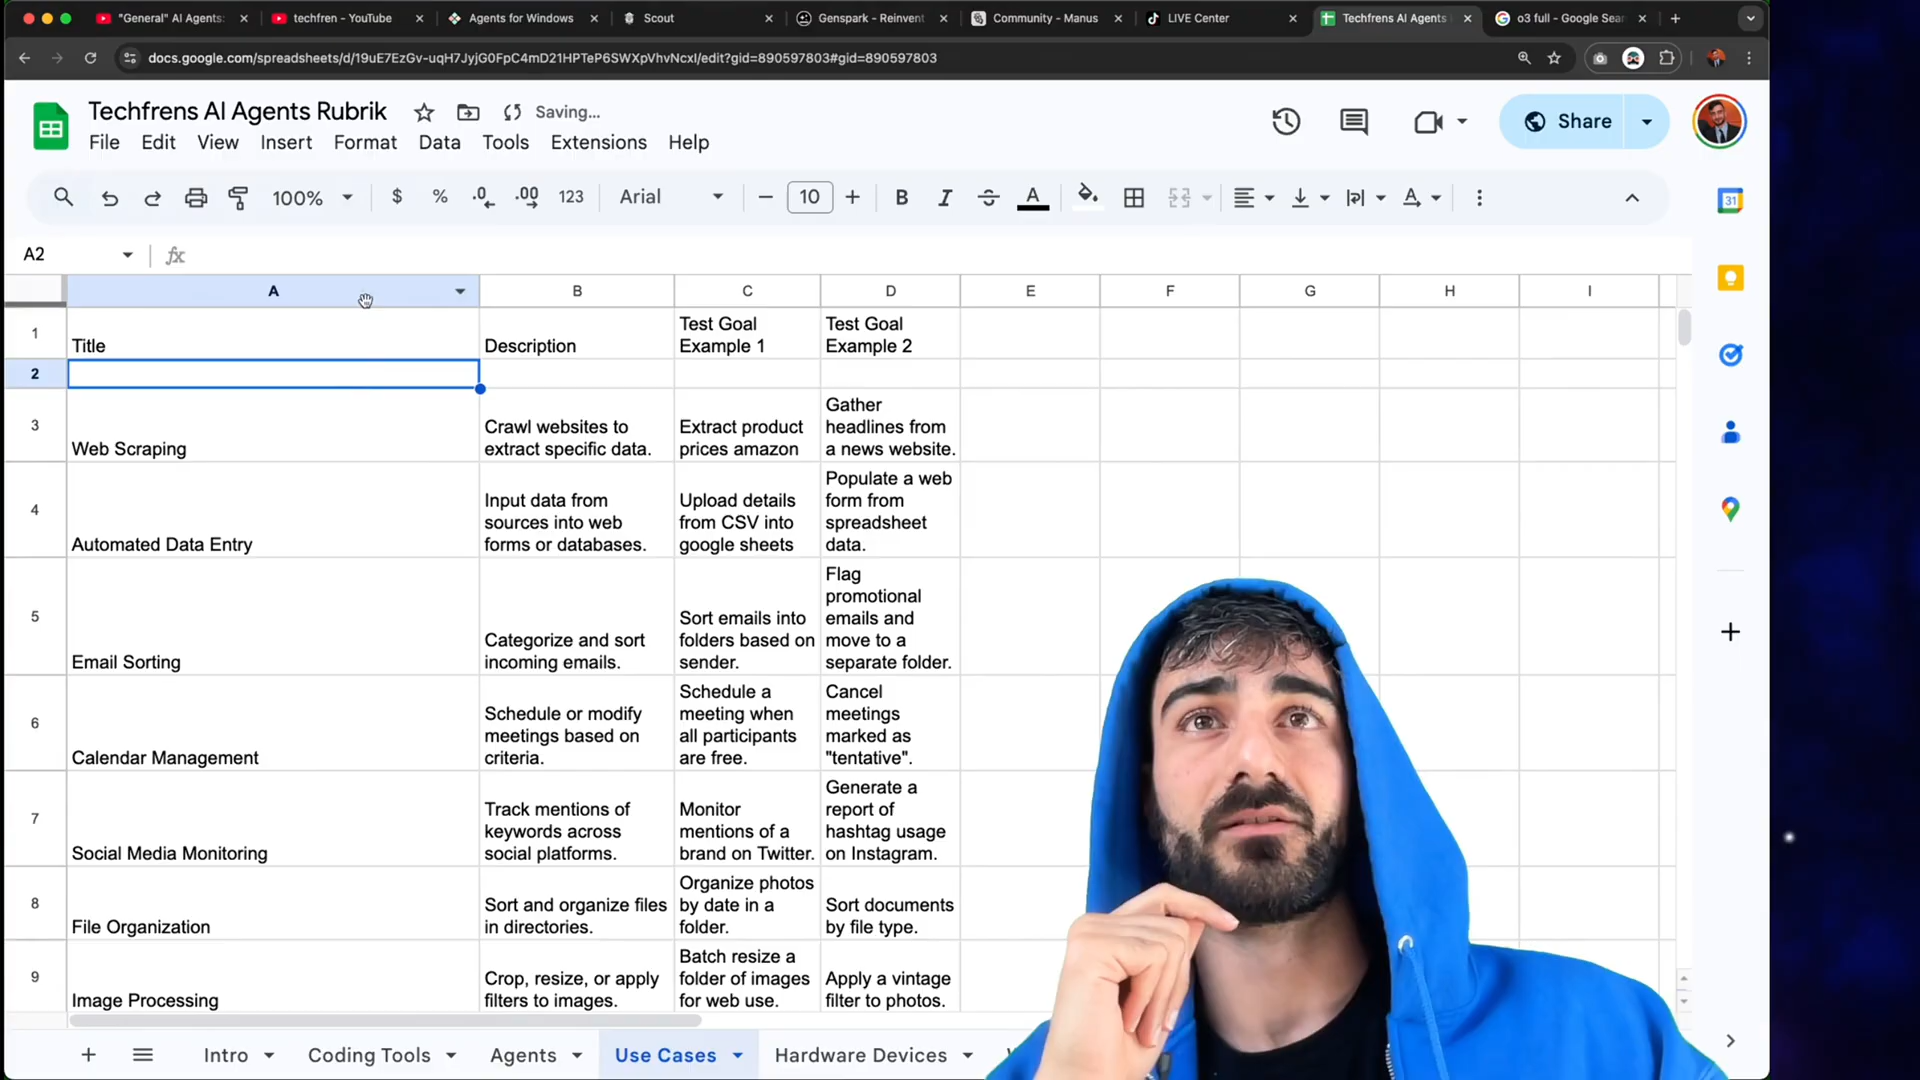 "General" AI Agents:
techfren - YouTube
Agents for Windows
Scout
Genspark - Reinvent
Community - Manus
LIVE Center
Techfrens AI Agents
o3 full - Google Sear
docs.google.com/spreadsheets/d/19uE7EzGv-uqH7JyjG0FpC4mD21HPTeP6SWXpVhvNcxI/edit?gid=890597803#gid=890597803
Techfrens AI Agents Rubrik
Saving...
File Edit View Insert Format Data Tools Extensions Help
Share
100% $ % .0 .00 123 Arial 10 B I A A
A2 fx
31
A B C D E F G H I
1
Title
Description
Test Goal
Example 1
Test Goal
Example 2
2
3
Web Scraping
Crawl websites to
extract specific data.
Extract product
prices amazon
Gather
headlines from
a news website.
4
Automated Data Entry
Input data from
sources into web
forms or databases.
Upload details
from CSV into
google sheets
Populate a web
form from
spreadsheet
data.
5
Email Sorting
Categorize and sort
incoming emails.
Sort emails into
folders based on
sender.
Flag
promotional
emails and
move to a
separate folder.
6
Calendar Management
Schedule or modify
meetings based on
criteria.
Schedule a
meeting when
all participants
are free.
Cancel
meetings
marked as
"tentative".
7
Social Media Monitoring
Track mentions of
keywords across
social platforms.
Monitor
mentions of a
brand on Twitter.
Generate a
report of
hashtag usage
on Instagram.
8
File Organization
Sort and organize files
in directories.
Organize photos
by date in a
folder.
Sort documents
by file type.
9
Image Processing
Crop, resize, or apply
filters to images.
Batch resize a
folder of images
for web use.
Apply a vintage
filter to photos.
Intro
Coding Tools
Agents
Use Cases
Hardware Devices